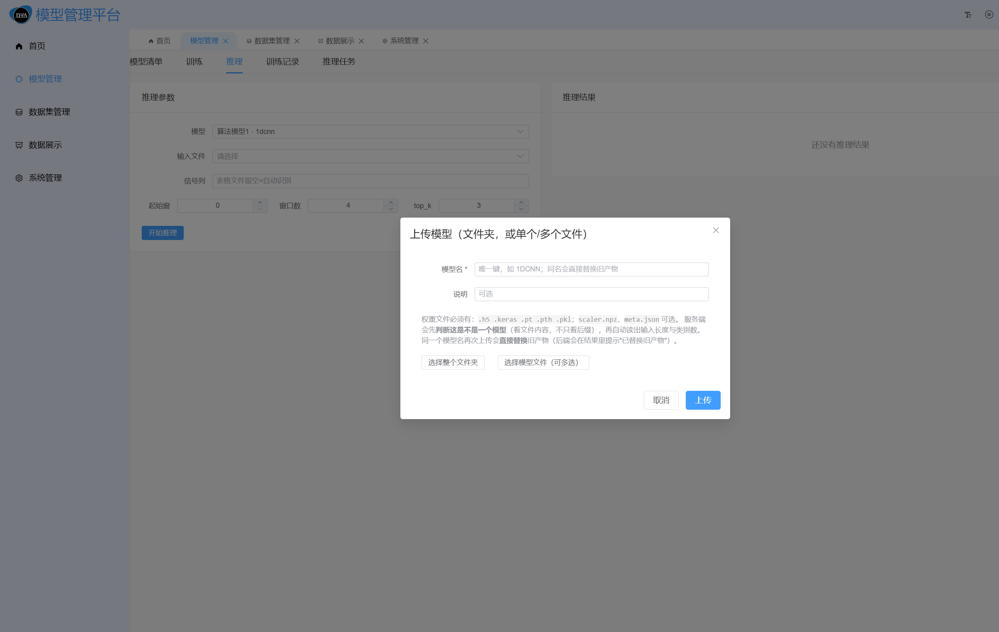 DVA 模型管理平台
首页
模型管理
数据集管理
数据展示
系统管理
首页 模型管理 数据集管理 数据展示 系统管理
模型清单 训练 推理 训练记录 推理任务
推理参数
模型 算法模型1 · 1dcnn
输入文件 请选择
信号列 表格文件留空=自动识别
起始窗 0 窗口数 4 top_k 3
开始推理
推理结果
还没有推理结果
上传模型（文件夹，或单个/多个文件）
模型名 * 唯一键，如 1DCNN；同名会直接替换旧产物
说明 可选
权重文件必须有：.h5 .keras .pt .pth .pkl；scaler.npz、meta.json 可选。 服务端
会先判断这是不是一个模型（看文件内容，不只看后缀），再自动读出输入长度与类别数。
同一个模型名再次上传会直接替换旧产物（后端会在结果里提示"已替换旧产物"）。
选择整个文件夹 选择模型文件（可多选）
取消 上传